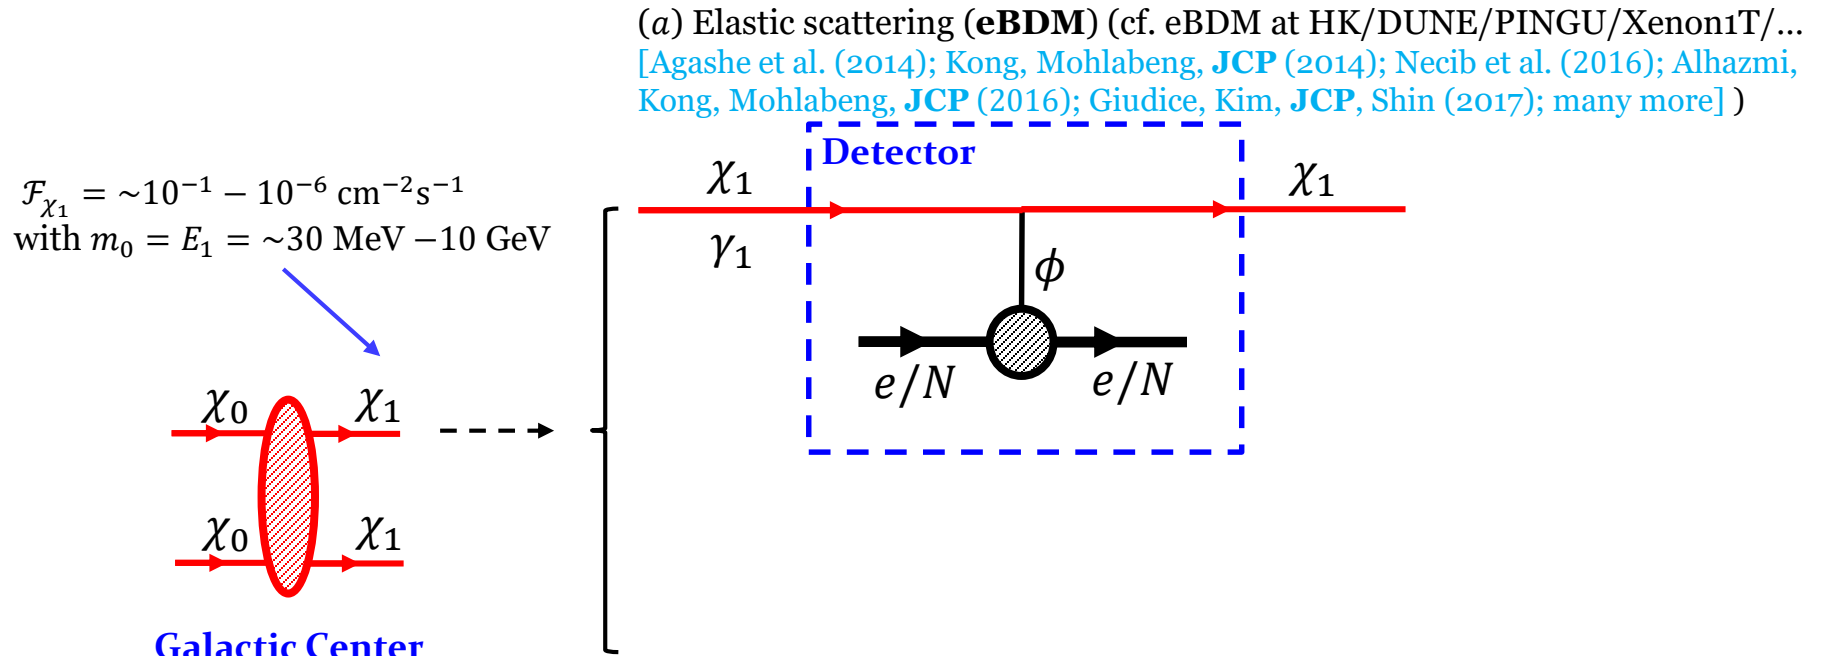 (a) Elastic scattering (eBDM) (cf. eBDM at HK/DUNE/PINGU/Xenon1T/...
[Agashe et al. (2014); Kong, Mohlabeng, JCP (2014); Necib et al. (2016); Alhazmi,
Kong, Mohlabeng, JCP (2016); Giudice, Kim, JCP, Shin (2017); many more] )
Detector
χ₁
χ₁
γ₁
ϕ
e/N
e/N
ℱ_χ₁ = ~10⁻¹ − 10⁻⁶ cm⁻²s⁻¹
with m₀ = E₁ = ~30 MeV −10 GeV
χ₀
χ₁
χ₀
χ₁
Galactic Center